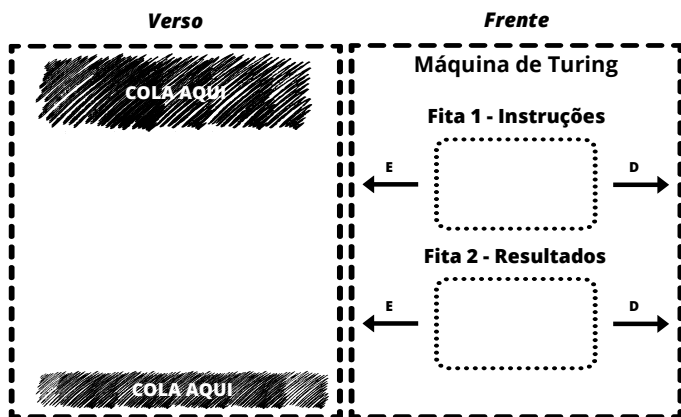 Verso
COLA AQUI
COLA AQUI
Frente
Máquina de Turing
Fita 1 - Instruções
E
D
Fita 2 - Resultados
E
D